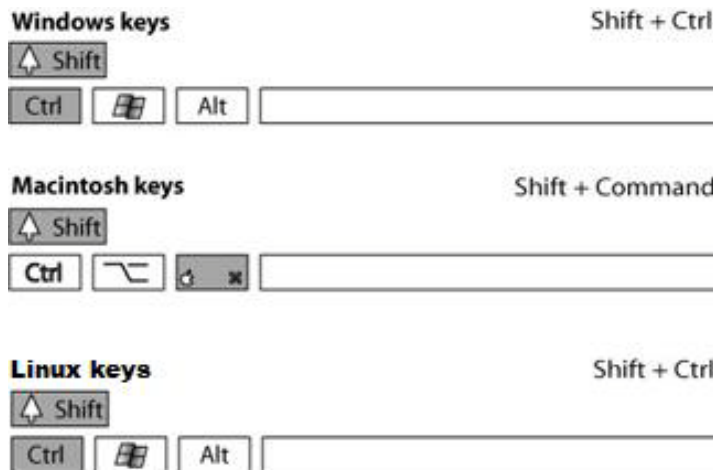 Windows keys Shift + Ctrl
Shift
Ctrl Alt
Macintosh keys Shift + Command
Shift
Ctrl ⌥ ⌘
Linux keys Shift + Ctrl
Shift
Ctrl Alt